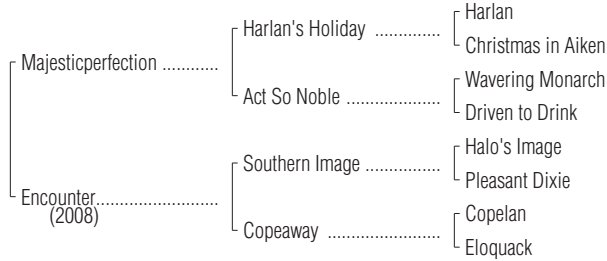 Harlan
Harlan's Holiday ..............
Christmas in Aiken
Majesticperfection ............
Wavering Monarch
Act So Noble .....................
Driven to Drink
Halo's Image
Southern Image .................
Pleasant Dixie
Encounter...........................
(2008)
Copelan
Copeaway ........................
Eloquack